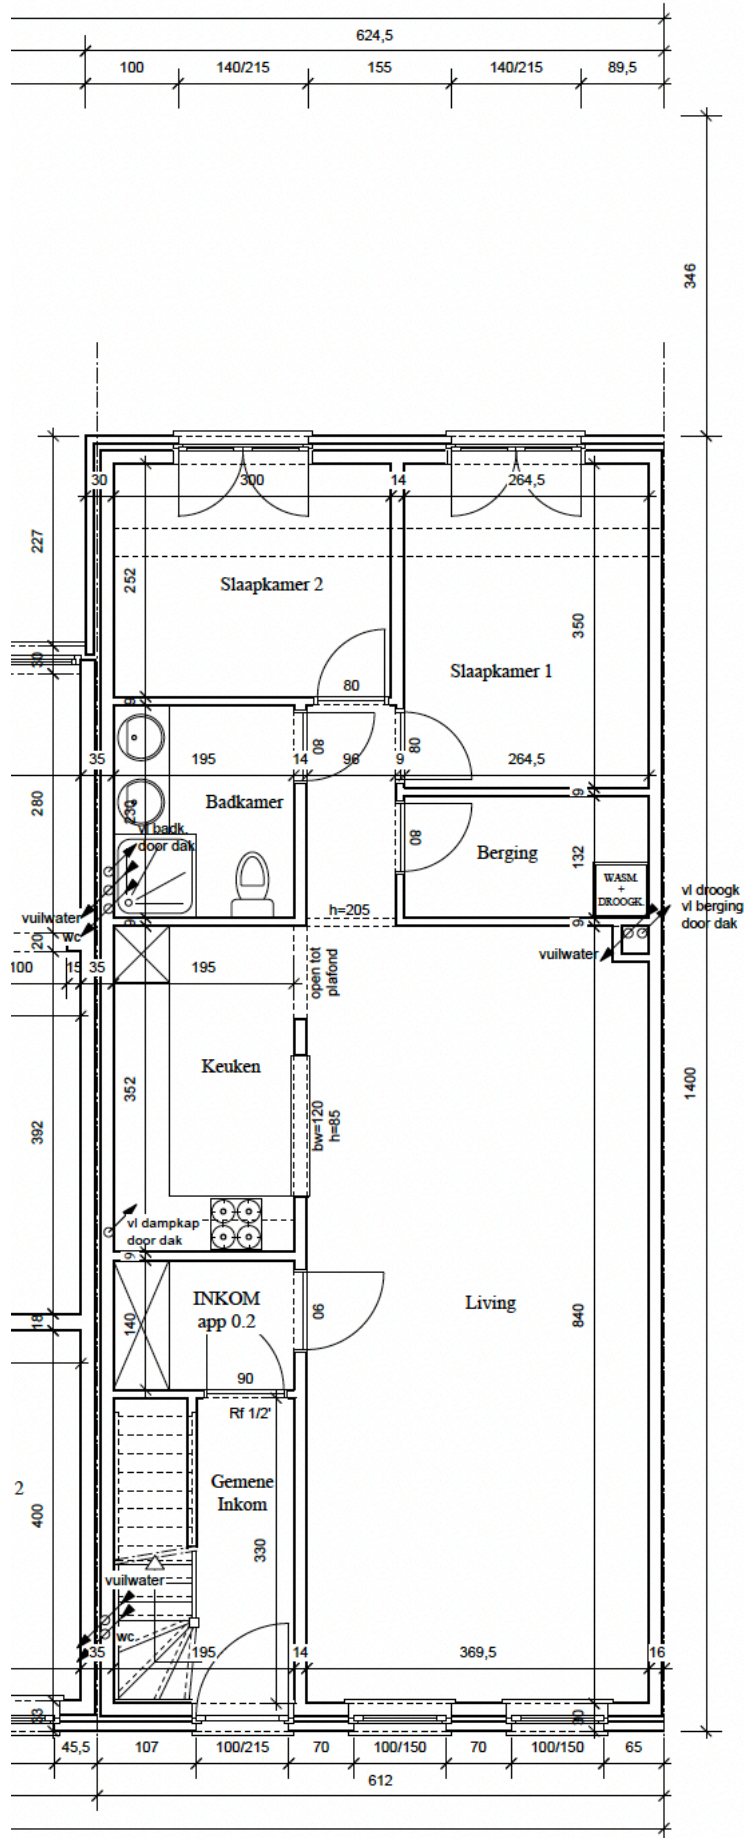 624,5
100 140/215 155 140/215 89,5
346
30 300 14 264,5
227
252
Slaapkamer 2
350
Slaapkamer 1
30
80
9
80
80
35 195 14 96 9 264,5
280
230
Badkamer
vl badk.
door dak
80
Berging
9
132
WASM.
+
DROOGK.
vl droogk
vl berging
door dak
h=205
vuilwater
wc
20
9
9
vuilwater
100 15 35 195
open tot
plafond
Keuken
352
392
bw=120
h=85
1400
vl dampkap
door dak
9
INKOM
app 0.2
140
90
Living
840
18
90
Rf 1/2'
2
Gemene
Inkom
400
330
vuilwater
wc
35 195 14 369,5 16
33
30
45,5 107 100/215 70 100/150 70 100/150 65
612